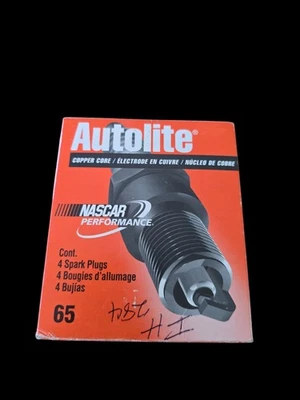 Autolite®
COPPER CORE / ÉLECTRODE EN CUIVRE / NÚCLEO DE COBRE
NASCAR
PERFORMANCE
Cont.
4 Spark Plugs
4 Bougies d'allumage
4 Bujías
65